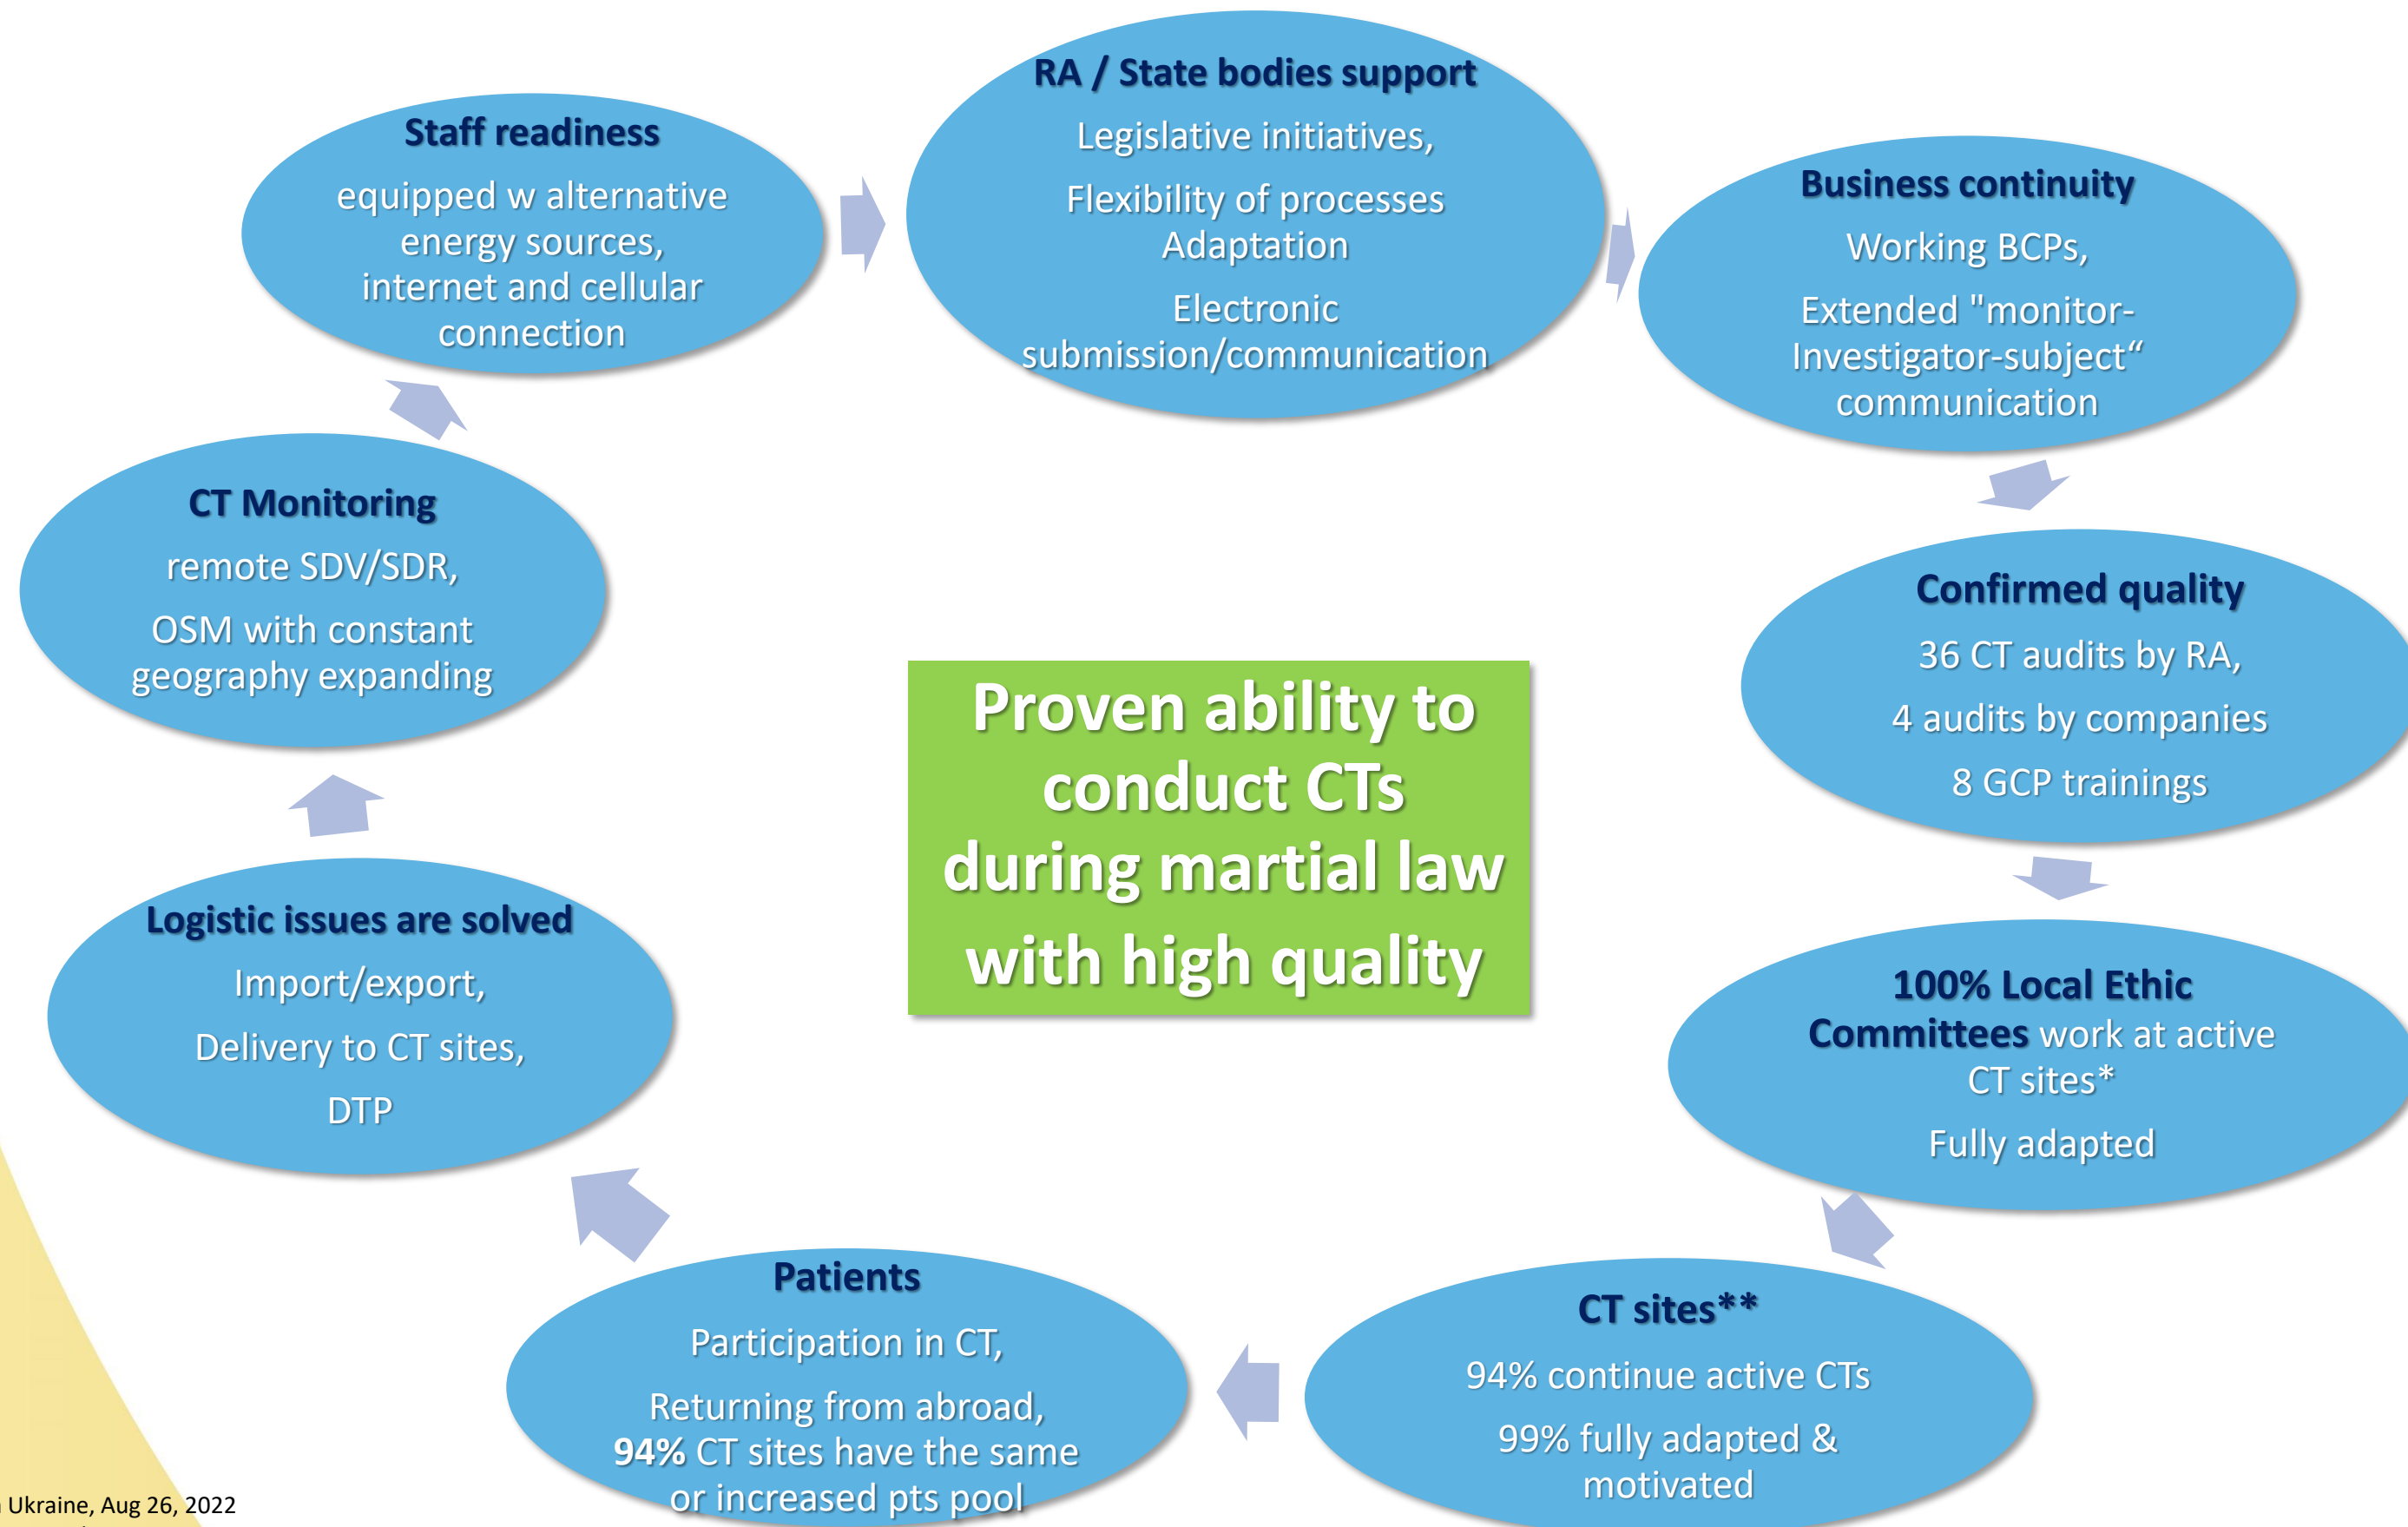 RA / State bodies support
Legislative initiatives,
Flexibility of processes
Adaptation
Electronic
submission/communication
Business continuity
Working BCPs,
Extended "monitor-
Investigator-subject“
communication
Confirmed quality
36 CT audits by RA,
4 audits by companies
8 GCP trainings
100% Local Ethic
Committees work at active
CT sites*
Fully adapted
CT sites**
94% continue active CTs
99% fully adapted &
motivated
Patients
Participation in CT,
Returning from abroad,
94% CT sites have the same
or increased pts pool
Logistic issues are solved
Import/export,
Delivery to CT sites,
DTP
CT Monitoring
remote SDV/SDR,
OSM with constant
geography expanding
Staff readiness
equipped w alternative
energy sources,
internet and cellular
connection
Proven ability to
conduct CTs
during martial law
with high quality
Ukraine, Aug 26, 2022